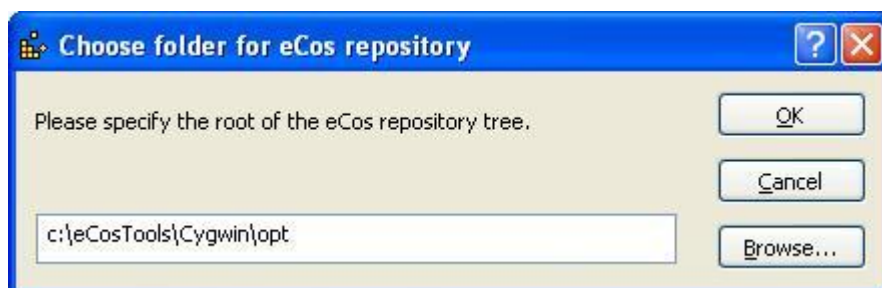 Choose folder for eCos repository
Please specify the root of the eCos repository tree.
OK
Cancel
c:\eCosTools\Cygwin\opt
Browse...